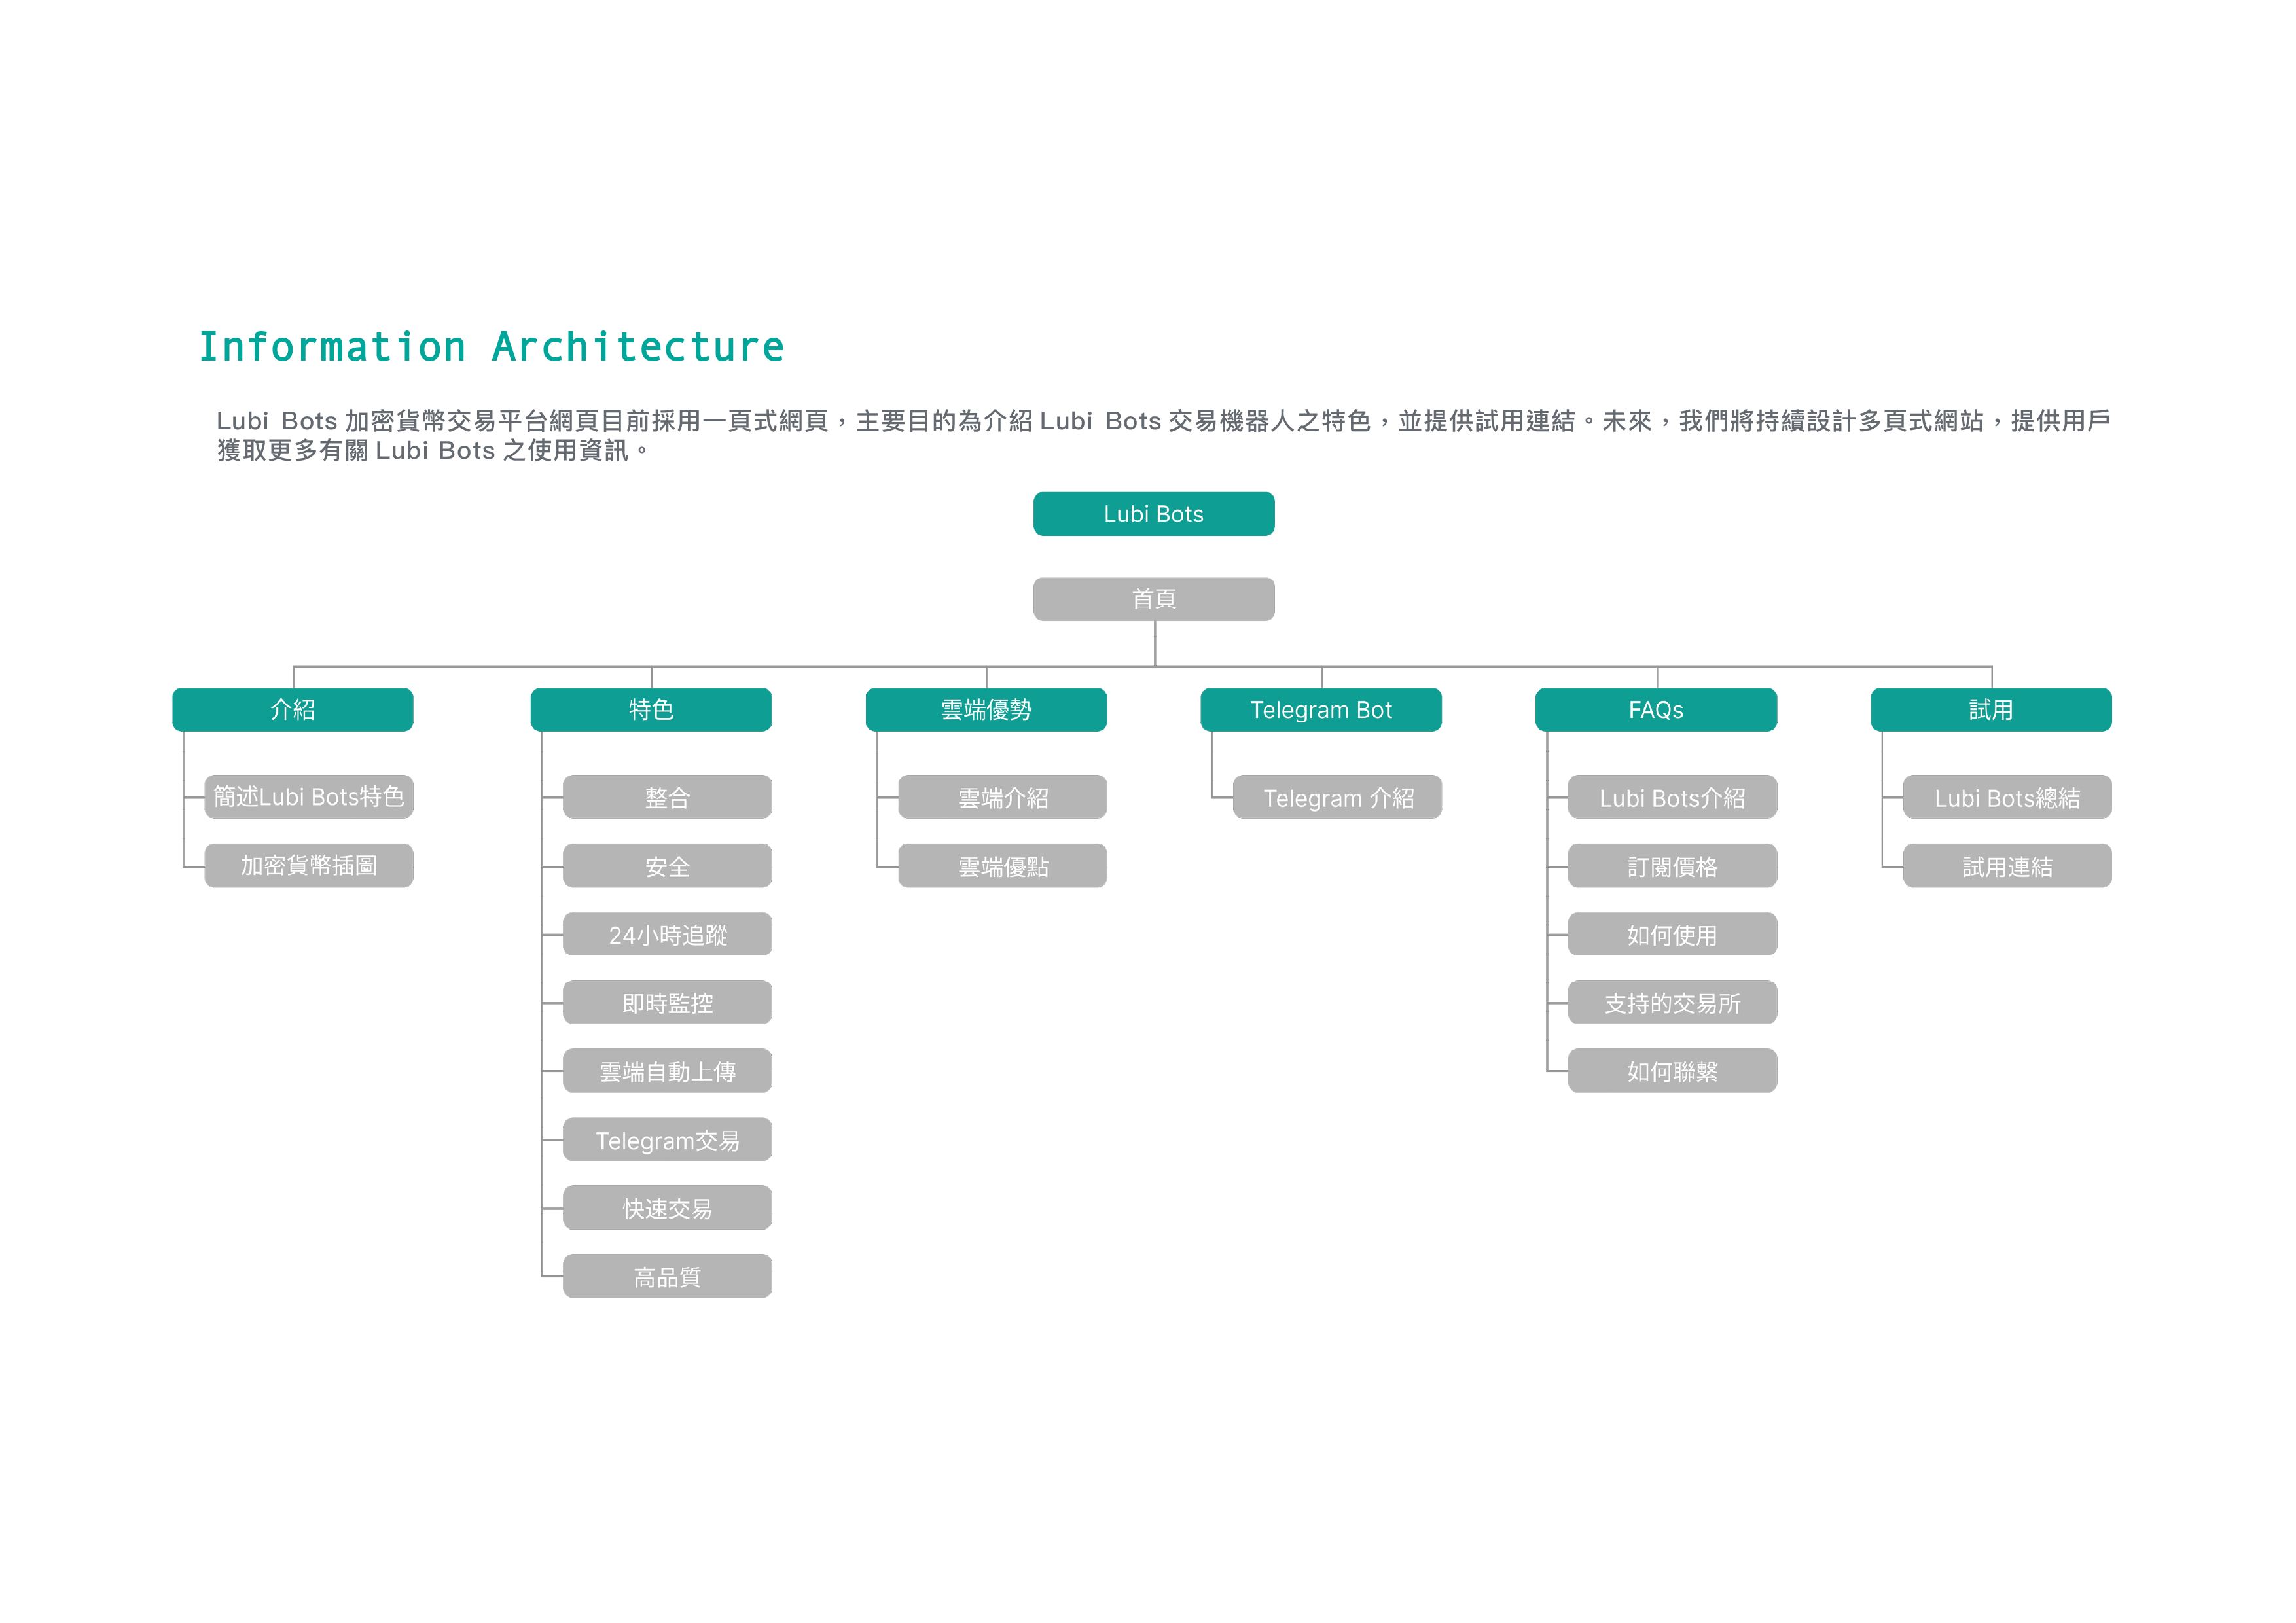 Information Architecture
Lubi Bots 加密貨幣交易平台網頁目前採用一頁式網頁，主要目的為介紹 Lubi Bots 交易機器人之特色，並提供試用連結。未來，我們將持續設計多頁式網站，提供用戶
獲取更多有關 Lubi Bots 之使用資訊。
Lubi Bots
首頁
介紹
簡述Lubi Bots特色
加密貨幣插圖
特色
整合
安全
24小時追蹤
即時監控
雲端自動上傳
Telegram交易
快速交易
高品質
雲端優勢
雲端介紹
雲端優點
Telegram Bot
Telegram 介紹
FAQs
Lubi Bots介紹
訂閱價格
如何使用
支持的交易所
如何聯繫
試用
Lubi Bots總結
試用連結